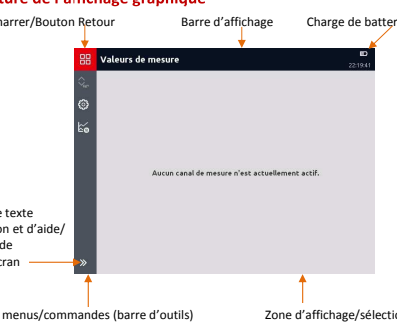 ture de l'affichage graphique
marrer/Bouton Retour
Barre d'affichage
Charge de batter
Valeurs de mesure
22:19:41
Aucun canal de mesure n'est actuellement actif.
e texte
on et d'aide/
de
cran
menus/commandes (barre d'outils)
Zone d'affichage/sélectio